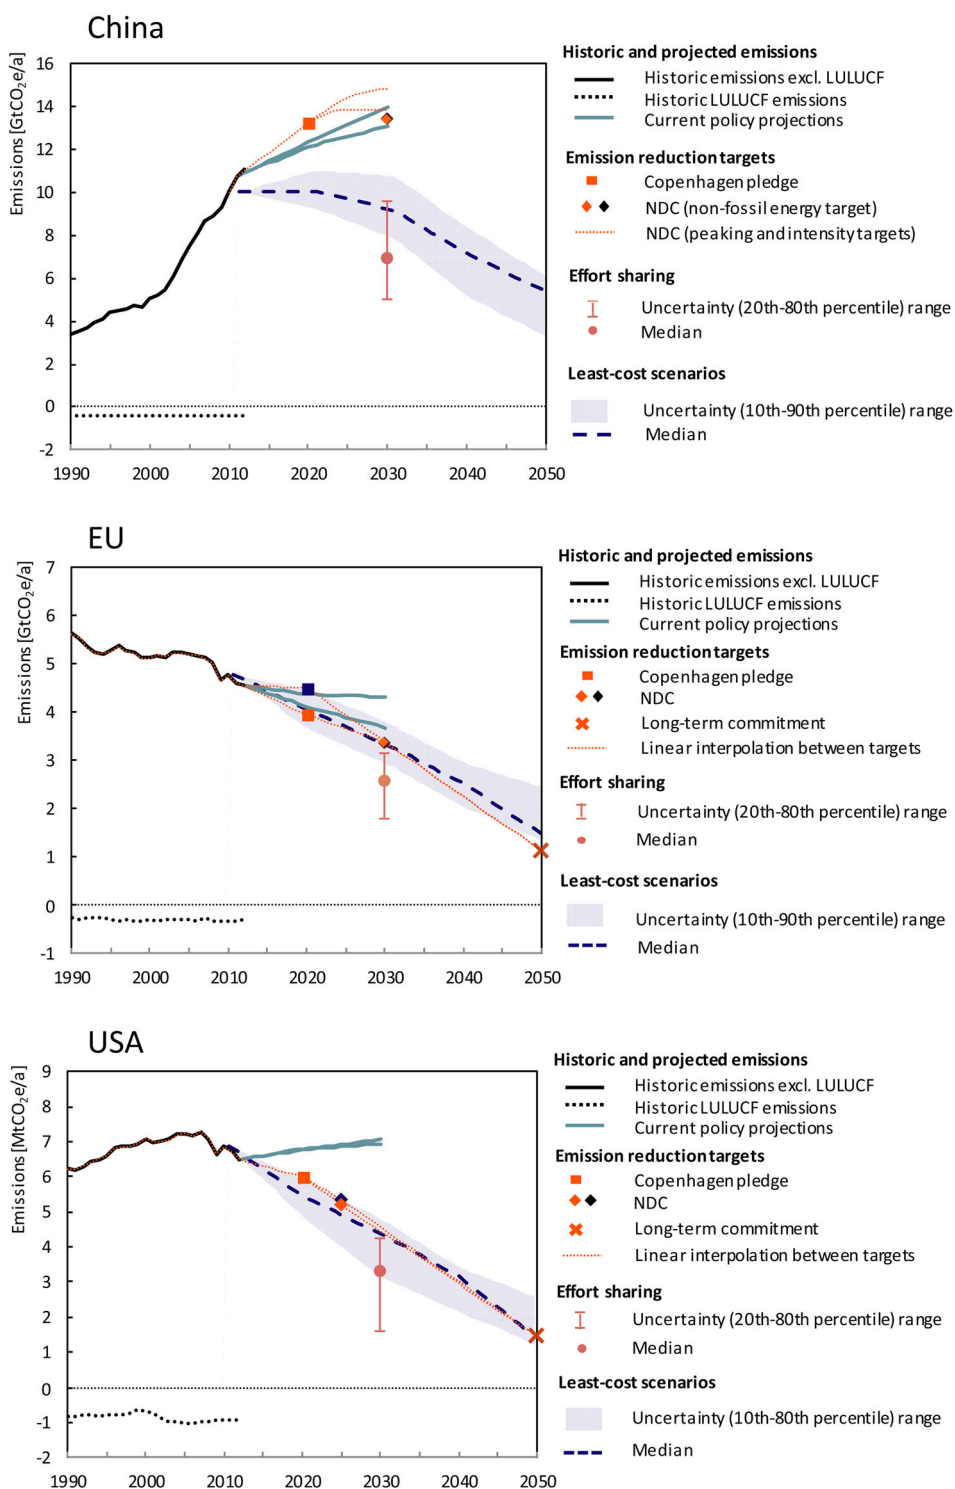 China
Emissions [GtCO2e/a]
16
14
12
10
8
6
4
2
0
-2
1990 2000 2010 2020 2030 2040 2050
Historic and projected emissions
Historic emissions excl. LULUCF
Historic LULUCF emissions
Current policy projections
Emission reduction targets
Copenhagen pledge
NDC (non-fossil energy target)
NDC (peaking and intensity targets)
Effort sharing
Uncertainty (20th-80th percentile) range
Median
Least-cost scenarios
Uncertainty (10th-90th percentile) range
Median
EU
Emissions [GtCO2e/a]
7
6
5
4
3
2
1
0
-1
1990 2000 2010 2020 2030 2040 2050
Historic and projected emissions
Historic emissions excl. LULUCF
Historic LULUCF emissions
Current policy projections
Emission reduction targets
Copenhagen pledge
NDC
Long-term commitment
Linear interpolation between targets
Effort sharing
Uncertainty (20th-80th percentile) range
Median
Least-cost scenarios
Uncertainty (10th-90th percentile) range
Median
USA
Emissions [MtCO2e/a]
9
8
7
6
5
4
3
2
1
0
-1
-2
1990 2000 2010 2020 2030 2040 2050
Historic and projected emissions
Historic emissions excl. LULUCF
Historic LULUCF emissions
Current policy projections
Emission reduction targets
Copenhagen pledge
NDC
Long-term commitment
Linear interpolation between targets
Effort sharing
Uncertainty (20th-80th percentile) range
Median
Least-cost scenarios
Uncertainty (10th-80th percentile) range
Median